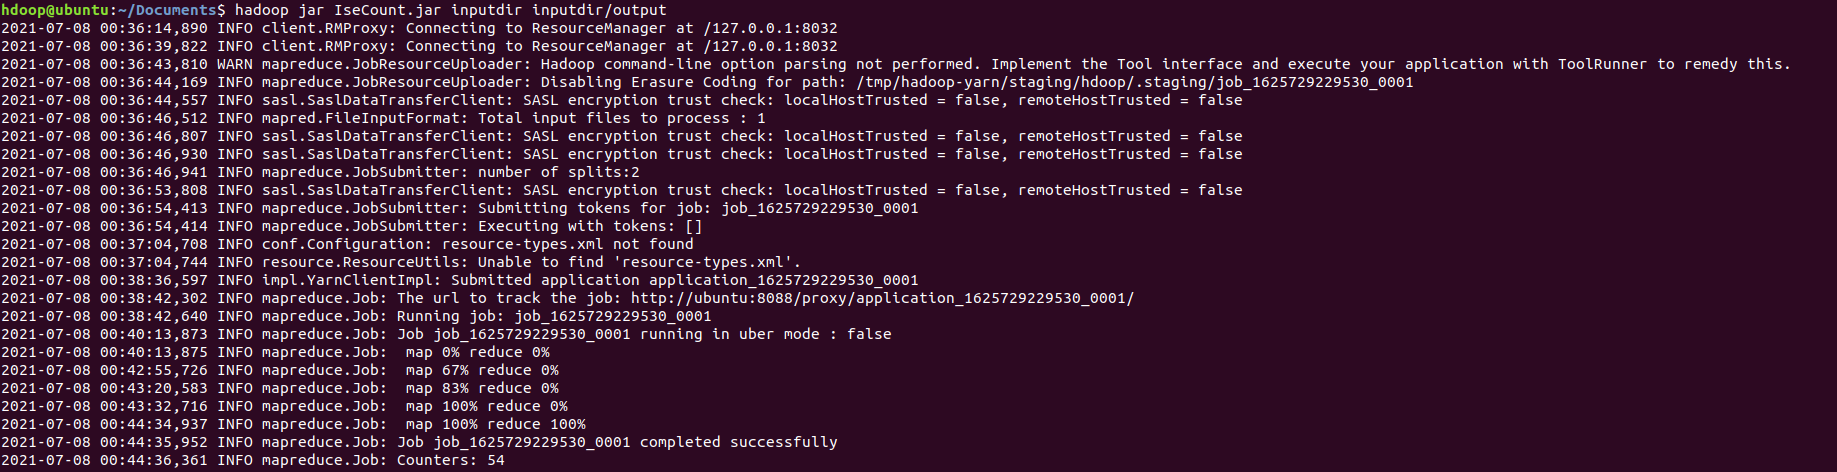 hdoop@ubuntu:~/Documents$ hadoop jar IseCount.jar inputdir inputdir/output
2021-07-08 00:36:14,890 INFO client.RMProxy: Connecting to ResourceManager at /127.0.0.1:8032
2021-07-08 00:36:39,822 INFO client.RMProxy: Connecting to ResourceManager at /127.0.0.1:8032
2021-07-08 00:36:43,810 WARN mapreduce.JobResourceUploader: Hadoop command-line option parsing not performed. Implement the Tool interface and execute your application with ToolRunner to remedy this.
2021-07-08 00:36:44,169 INFO mapreduce.JobResourceUploader: Disabling Erasure Coding for path: /tmp/hadoop-yarn/staging/hdoop/.staging/job_1625729229530_0001
2021-07-08 00:36:44,557 INFO sasl.SaslDataTransferClient: SASL encryption trust check: localHostTrusted = false, remoteHostTrusted = false
2021-07-08 00:36:46,512 INFO mapred.FileInputFormat: Total input files to process : 1
2021-07-08 00:36:46,807 INFO sasl.SaslDataTransferClient: SASL encryption trust check: localHostTrusted = false, remoteHostTrusted = false
2021-07-08 00:36:46,930 INFO sasl.SaslDataTransferClient: SASL encryption trust check: localHostTrusted = false, remoteHostTrusted = false
2021-07-08 00:36:46,941 INFO mapreduce.JobSubmitter: number of splits:2
2021-07-08 00:36:53,808 INFO sasl.SaslDataTransferClient: SASL encryption trust check: localHostTrusted = false, remoteHostTrusted = false
2021-07-08 00:36:54,413 INFO mapreduce.JobSubmitter: Submitting tokens for job: job_1625729229530_0001
2021-07-08 00:36:54,414 INFO mapreduce.JobSubmitter: Executing with tokens: []
2021-07-08 00:37:04,708 INFO conf.Configuration: resource-types.xml not found
2021-07-08 00:37:04,744 INFO resource.ResourceUtils: Unable to find 'resource-types.xml'.
2021-07-08 00:38:36,597 INFO impl.YarnClientImpl: Submitted application application_1625729229530_0001
2021-07-08 00:38:42,302 INFO mapreduce.Job: The url to track the job: http://ubuntu:8088/proxy/application_1625729229530_0001/
2021-07-08 00:38:42,640 INFO mapreduce.Job: Running job: job_1625729229530_0001
2021-07-08 00:40:13,873 INFO mapreduce.Job: Job job_1625729229530_0001 running in uber mode : false
2021-07-08 00:40:13,875 INFO mapreduce.Job:  map 0% reduce 0%
2021-07-08 00:42:55,726 INFO mapreduce.Job:  map 67% reduce 0%
2021-07-08 00:43:20,583 INFO mapreduce.Job:  map 83% reduce 0%
2021-07-08 00:43:32,716 INFO mapreduce.Job:  map 100% reduce 0%
2021-07-08 00:44:34,937 INFO mapreduce.Job:  map 100% reduce 100%
2021-07-08 00:44:35,952 INFO mapreduce.Job: Job job_1625729229530_0001 completed successfully
2021-07-08 00:44:36,361 INFO mapreduce.Job: Counters: 54